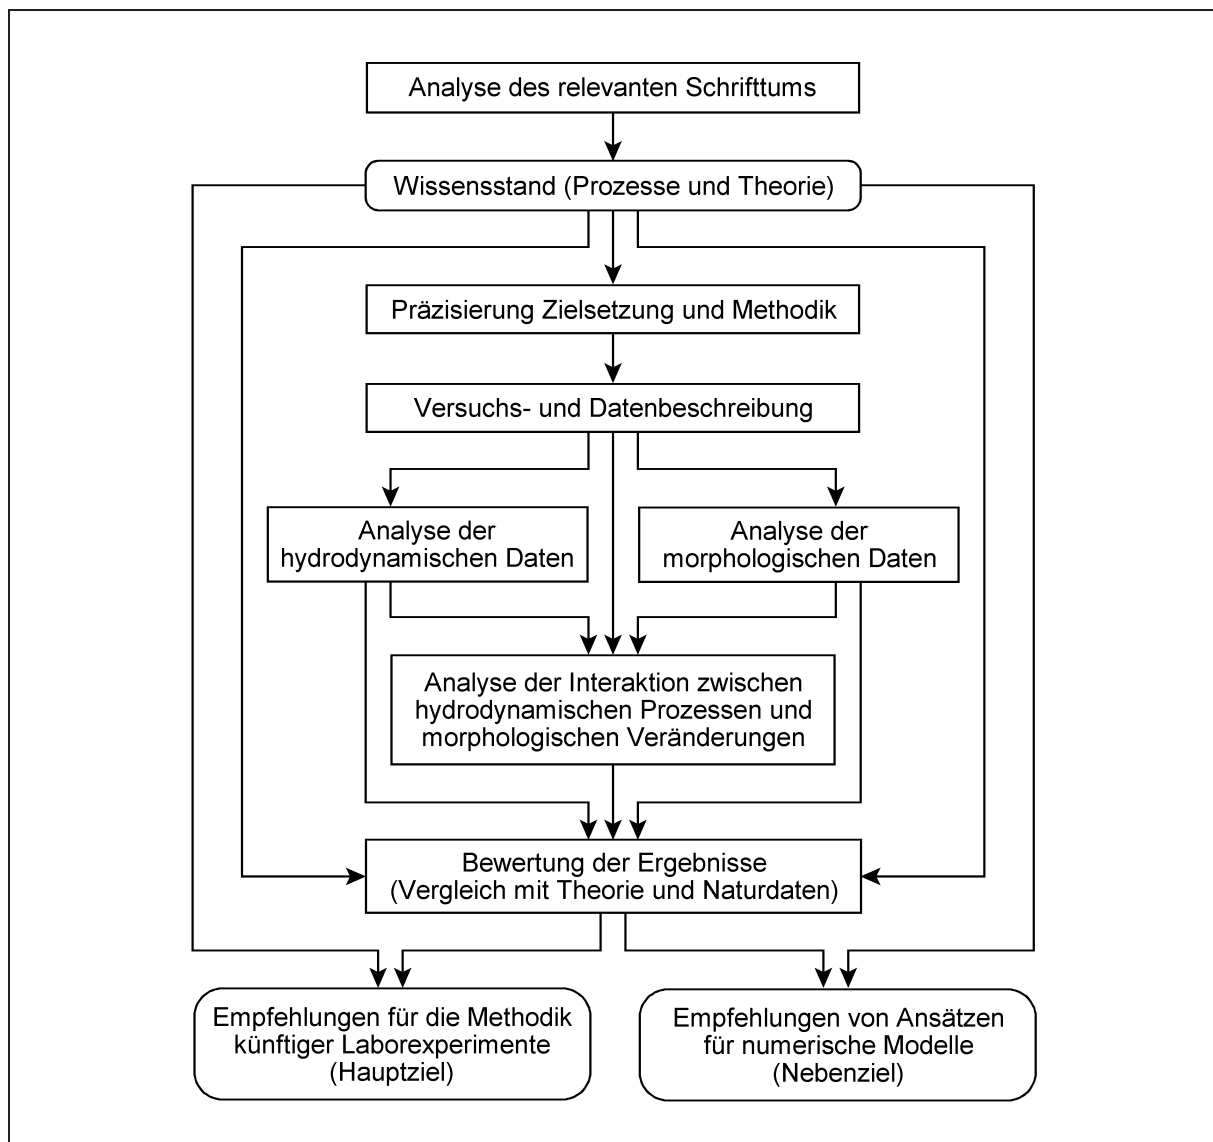 Analyse des relevanten Schrifttums
Wissensstand (Prozesse und Theorie)
Präzisierung Zielsetzung und Methodik
Versuchs- und Datenbeschreibung
Analyse der
hydrodynamischen Daten
Analyse der
morphologischen Daten
Analyse der Interaktion zwischen
hydrodynamischen Prozessen und
morphologischen Veränderungen
Bewertung der Ergebnisse
(Vergleich mit Theorie und Naturdaten)
Empfehlungen für die Methodik
künftiger Laborexperimente
(Hauptziel)
Empfehlungen von Ansätzen
für numerische Modelle
(Nebenziel)